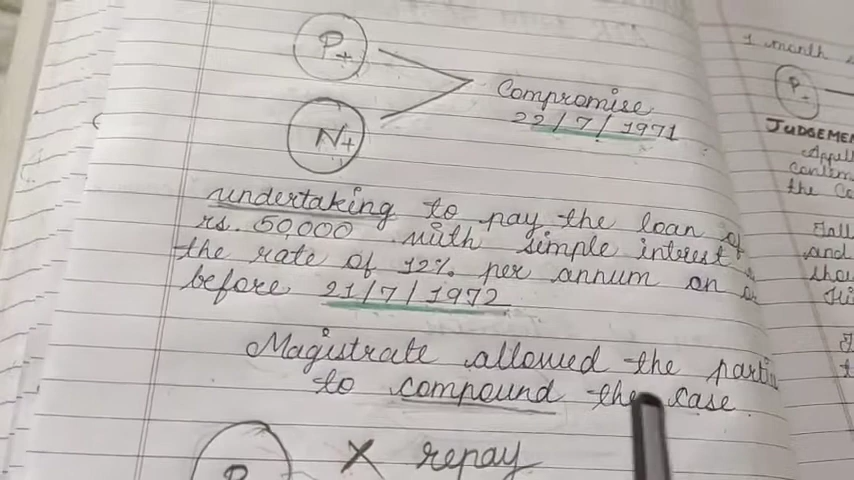 P+
Compromise
22/7/1971
N+
undertaking to pay the loan of
rs. 50,000 with simple interest
the rate of 12% per annum on
before 21/7/1972
Magistrate allowed the
to compound the case
X repay
1 month
P
JUDGEME
the
and